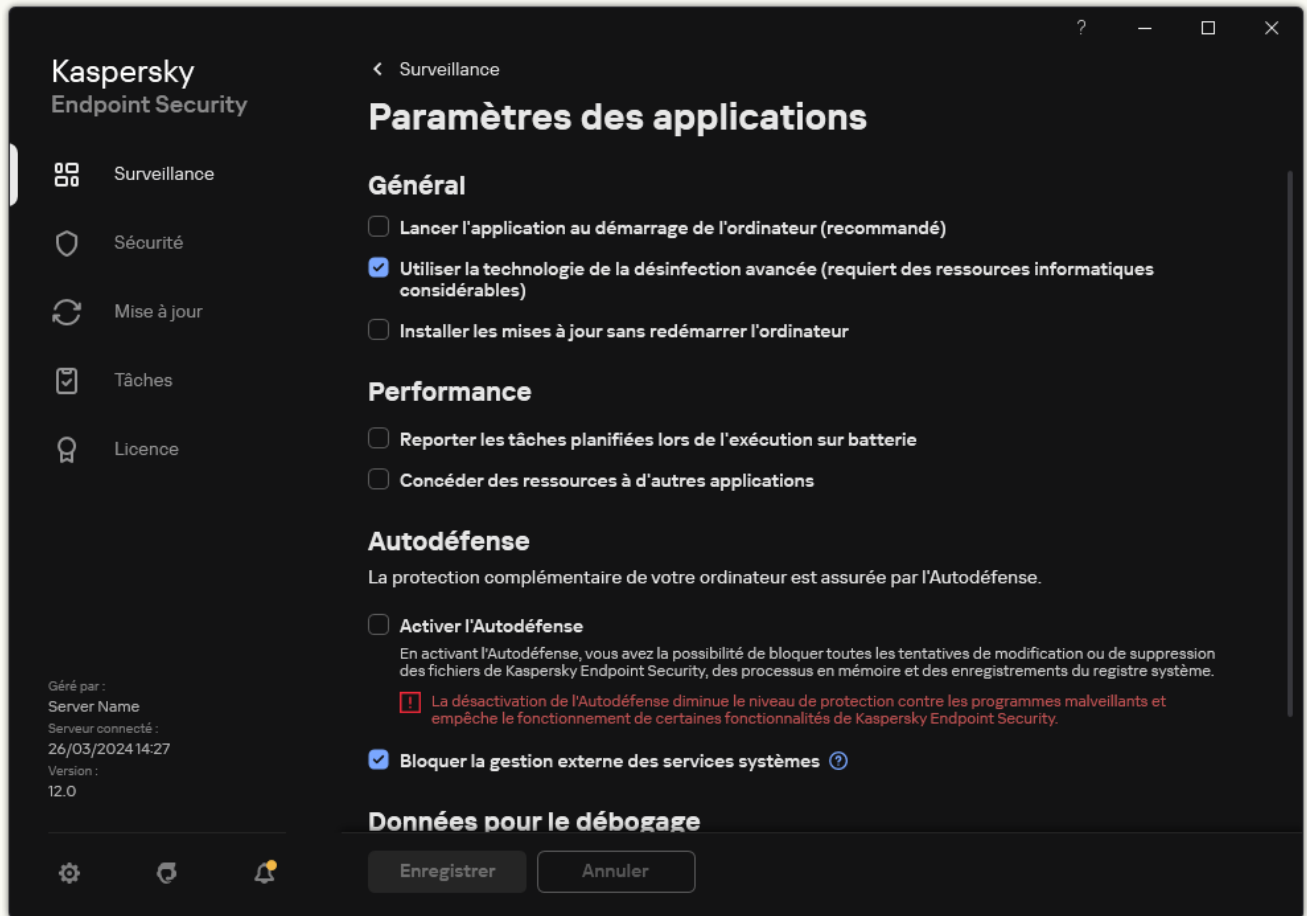 ?
Kaspersky
Endpoint Security
Surveillance
Sécurité
Mise à jour
Tâches
Licence
Géré par :
Server Name
Serveur connecté :
26/03/2024 14:27
Version :
12.0
Surveillance
Paramètres des applications
Général
Lancer l'application au démarrage de l'ordinateur (recommandé)
Utiliser la technologie de la désinfection avancée (requiert des ressources informatiques
considérables)
Installer les mises à jour sans redémarrer l'ordinateur
Performance
Reporter les tâches planifiées lors de l'exécution sur batterie
Concéder des ressources à d'autres applications
Autodéfense
La protection complémentaire de votre ordinateur est assurée par l'Autodéfense.
Activer l'Autodéfense
En activant l'Autodéfense, vous avez la possibilité de bloquer toutes les tentatives de modification ou de suppression
des fichiers de Kaspersky Endpoint Security, des processus en mémoire et des enregistrements du registre système.
! La désactivation de l'Autodéfense diminue le niveau de protection contre les programmes malveillants et
empêche le fonctionnement de certaines fonctionnalités de Kaspersky Endpoint Security.
Bloquer la gestion externe des services systèmes ?
Données pour le débogage
Enregistrer
Annuler